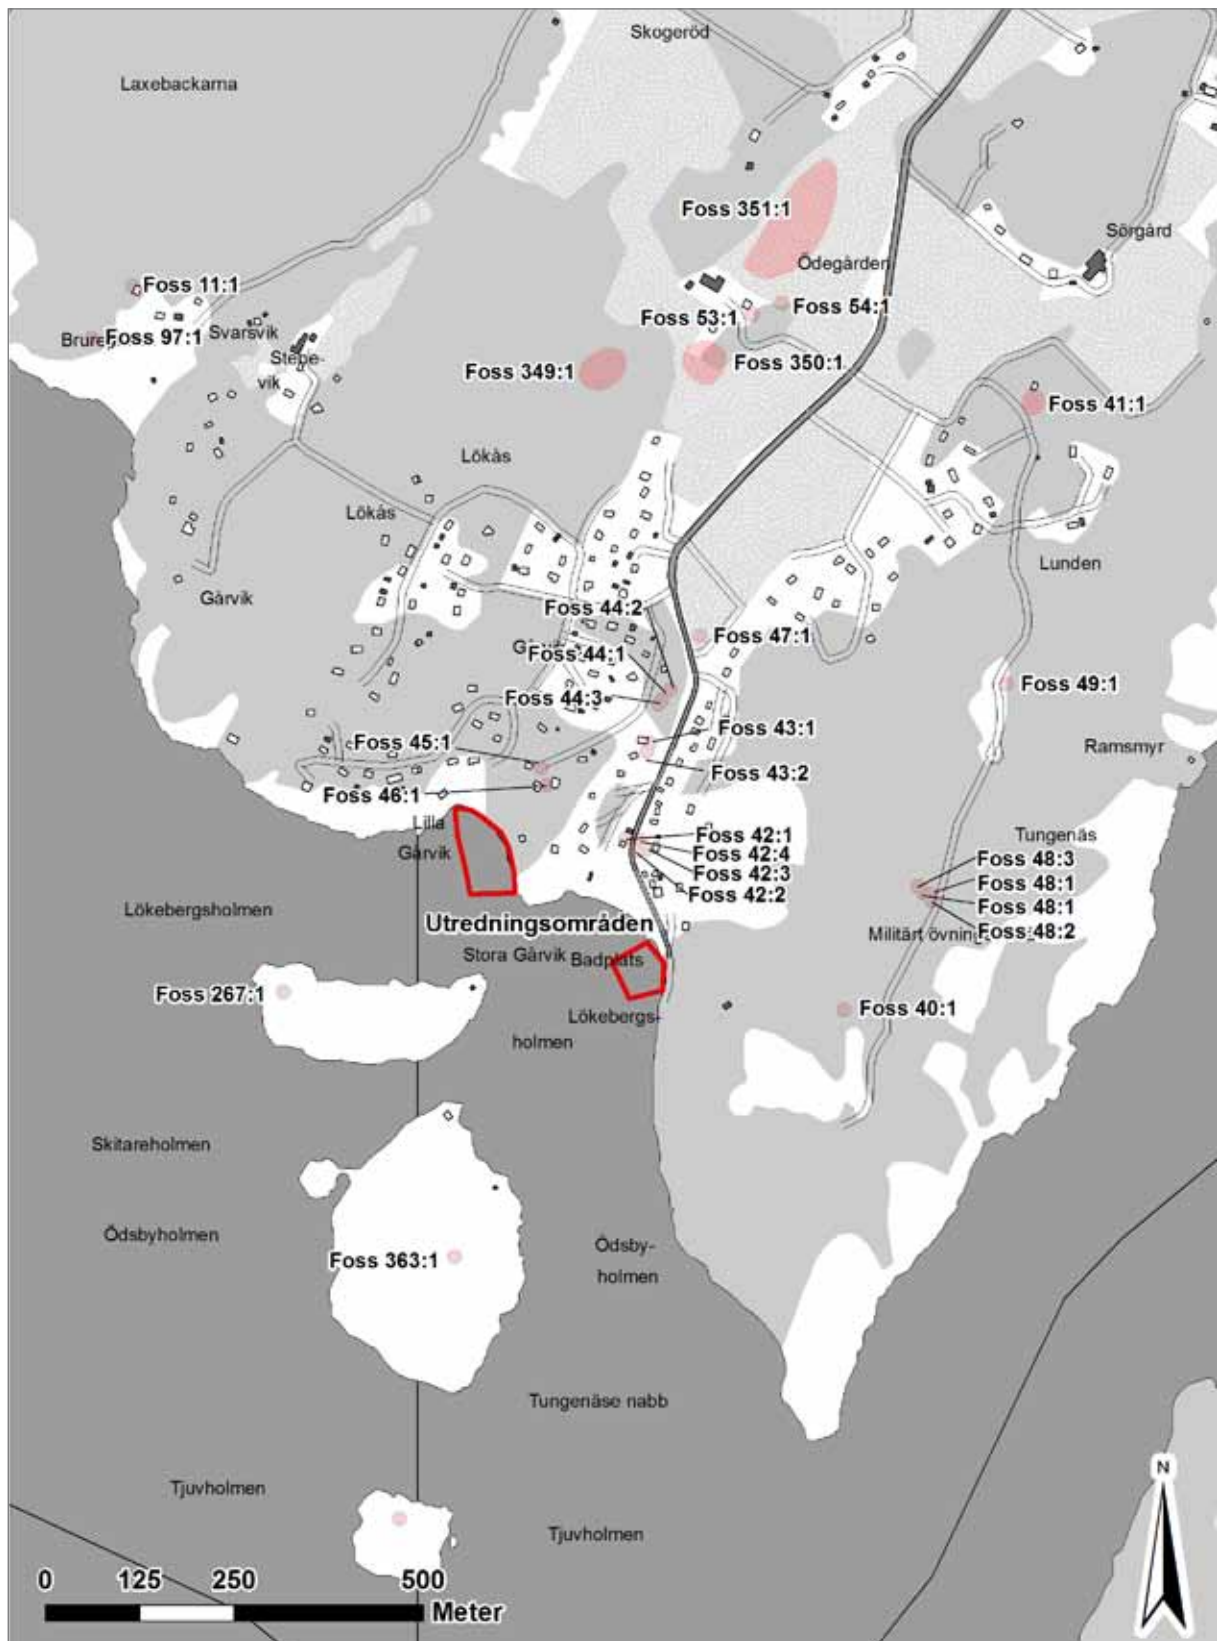 Skogeröd
Laxebackarna
Foss 351:1
Sörgård
Ödegården
Foss 11:1
Foss 54:1
Foss 53:1
Svarsvik
Foss 97:1
Foss 350:1
Foss 349:1
vik
Foss 41:1
Lökås
Lökås
Lunden
Gårvik
Foss 44:2
Foss 47:1
Foss 44:1
Foss 49:1
Foss 44:3
Foss 43:1
Foss 45:1
Ramsmyr
Foss 43:2
Foss 46:1
Lilla
Gårvik
Foss 42:1
Foss 42:4
Foss 42:3
Foss 42:2
Tungenäs
Foss 48:3
Foss 48:1
Foss 48:1
Foss 48:2
Militärt övning
Lökebergsholmen
Utredningsområden
Stora Gårvik
Badplats
Foss 267:1
Foss 40:1
Lökebergs-
holmen
Skitareholmen
Ödsbyholmen
Ödsby-
holmen
Foss 363:1
Tungenäse nabb
Tjuvholmen
Tjuvholmen
N
0 125 250 500
Meter